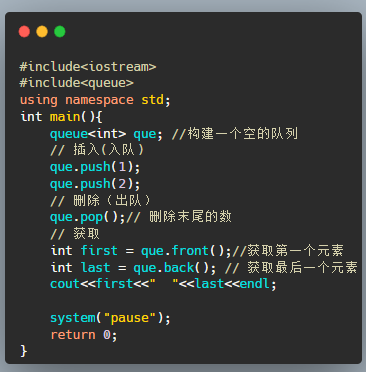 #include<iostream>
#include<queue>
using namespace std;
int main(){
    queue<int> que; //构建一个空的队列
    // 插入(入队)
    que.push(1);
    que.push(2);
    // 删除（出队）
    que.pop();// 删除末尾的数
    // 获取
    int first = que.front();//获取第一个元素
    int last = que.back(); // 获取最后一个元素
    cout<<first<<"  "<<last<<endl;

    system("pause");
    return 0;
}